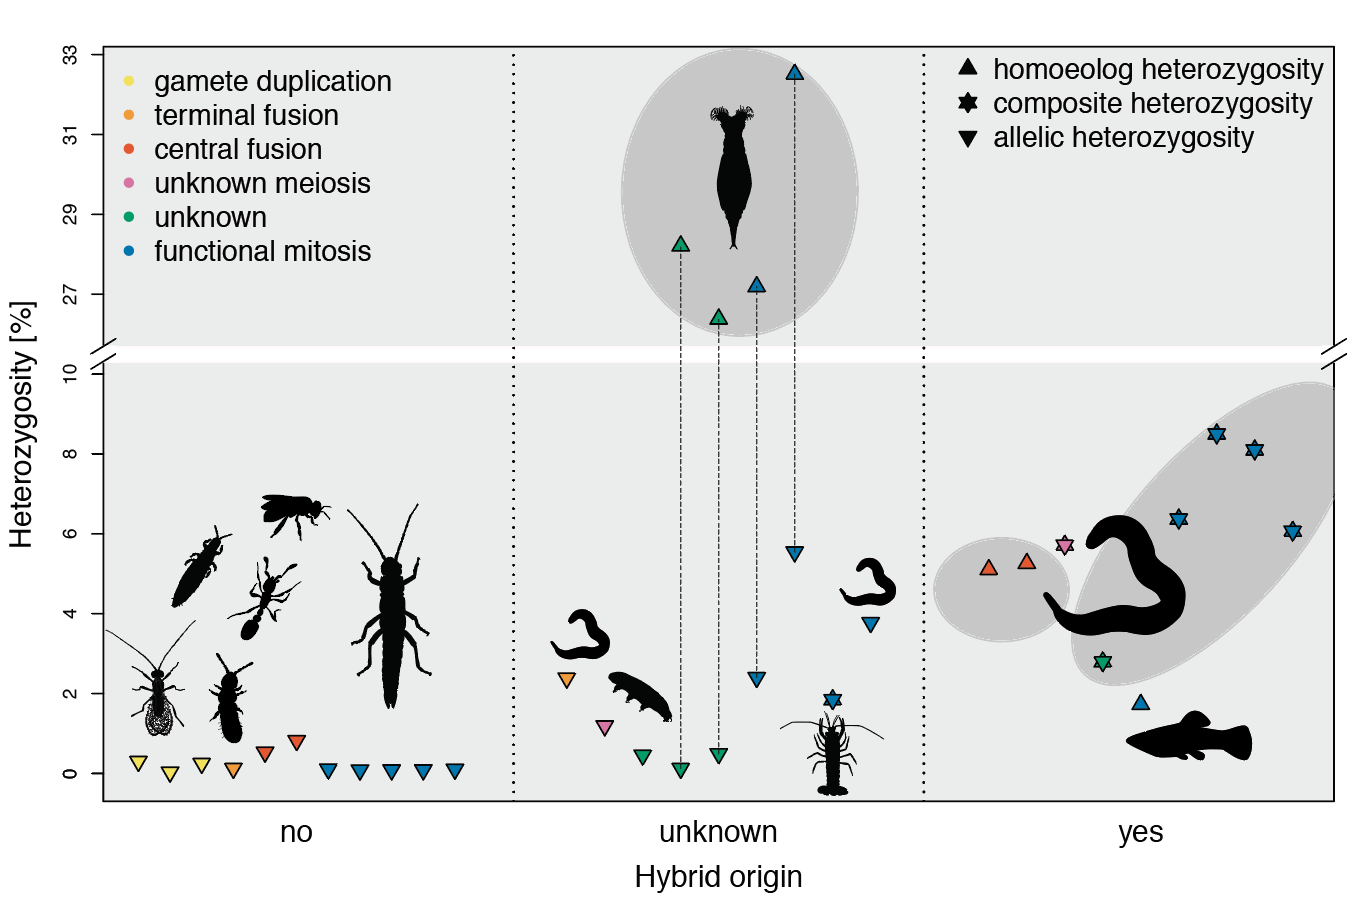 33
31
29
27
10
8
6
4
2
0
Heterozygosity [%]
gamete duplication
terminal fusion
central fusion
unknown meiosis
unknown
functional mitosis
homoeolog heterozygosity
composite heterozygosity
allelic heterozygosity
no
unknown
yes
Hybrid origin